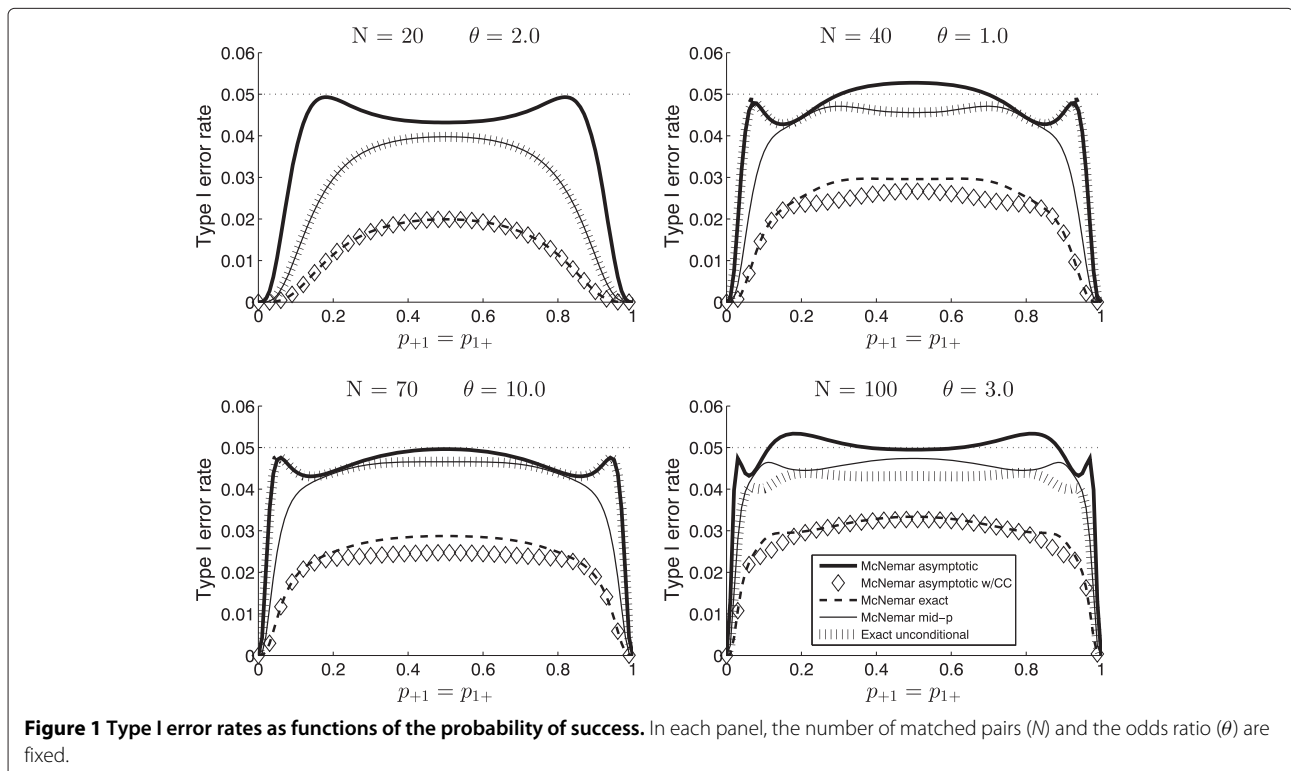 N = 20 θ = 2.0
0.06
0.05
0.04
0.03
0.02
0.01
0
Type I error rate
0 0.2 0.4 0.6 0.8 1
p+1 = p1+
N = 40 θ = 1.0
0.06
0.05
0.04
0.03
0.02
0.01
0
Type I error rate
0 0.2 0.4 0.6 0.8 1
p+1 = p1+
N = 70 θ = 10.0
0.06
0.05
0.04
0.03
0.02
0.01
0
Type I error rate
0 0.2 0.4 0.6 0.8 1
p+1 = p1+
N = 100 θ = 3.0
0.06
0.05
0.04
0.03
0.02
0.01
0
Type I error rate
McNemar asymptotic
McNemar asymptotic w/CC
McNemar exact
McNemar mid−p
Exact unconditional
0 0.2 0.4 0.6 0.8 1
p+1 = p1+
Figure 1 Type I error rates as functions of the probability of success. In each panel, the number of matched pairs (N) and the odds ratio (θ) are
fixed.